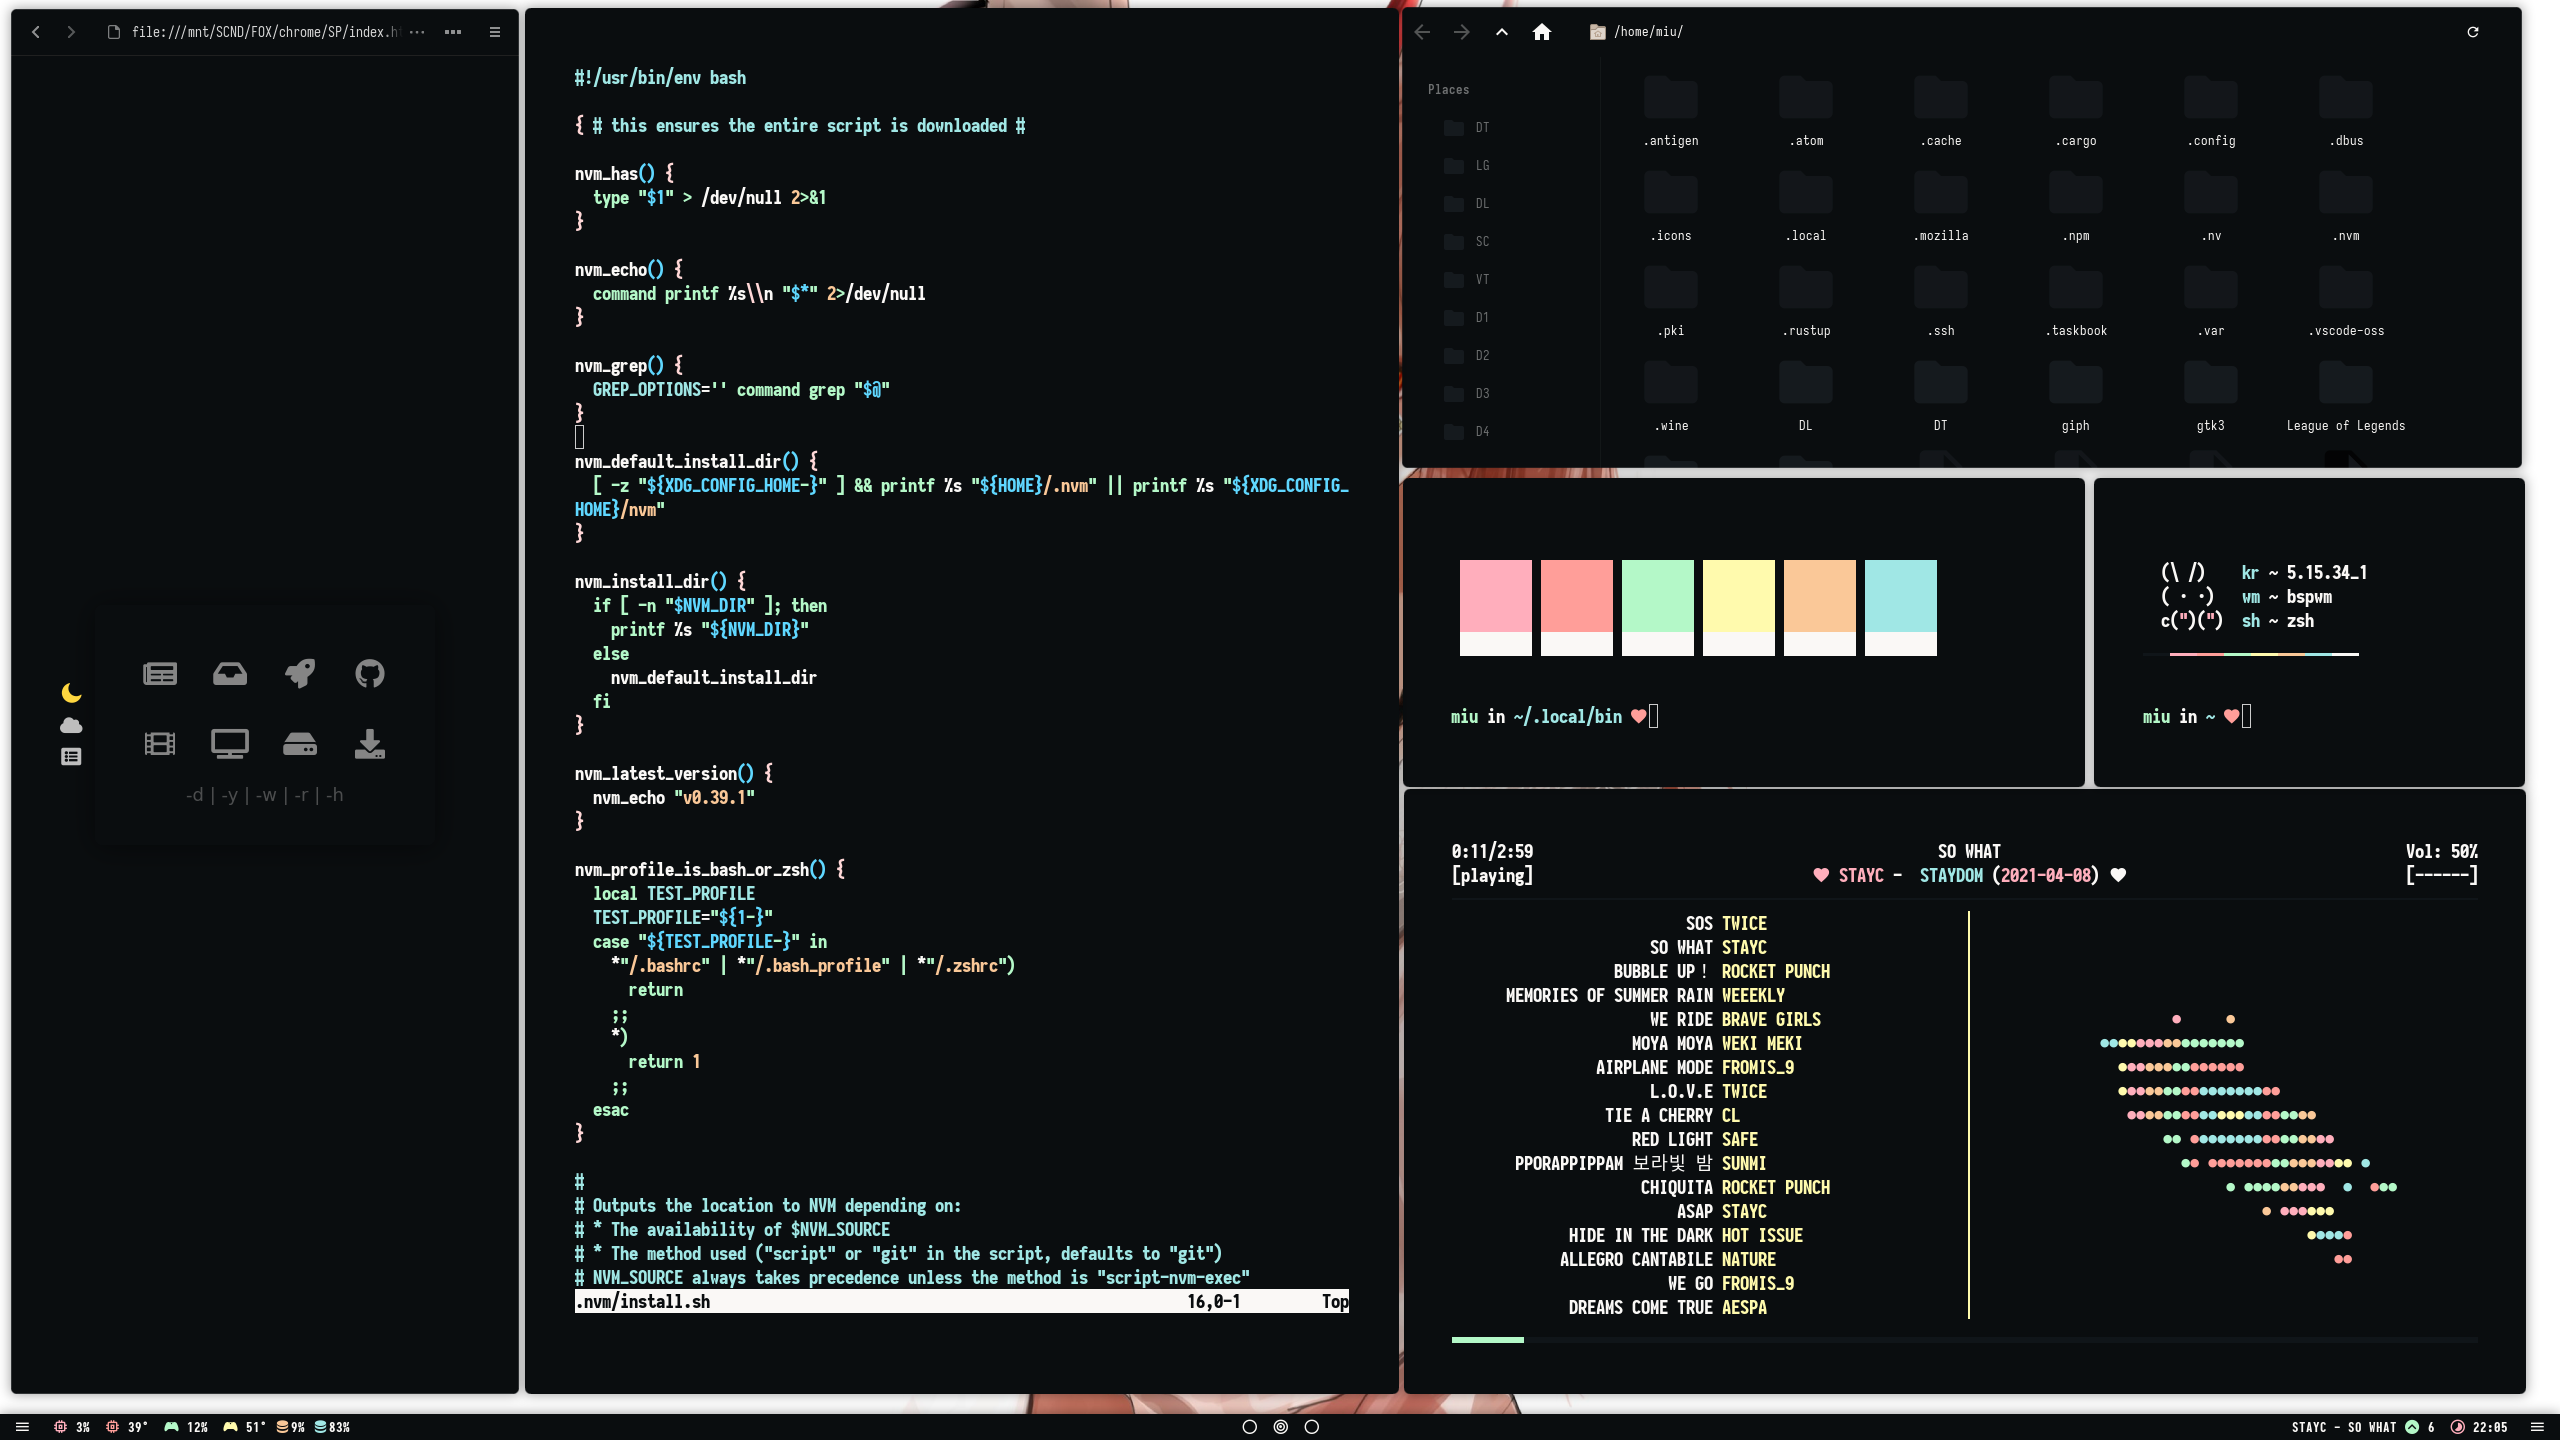 file:///mnt/SCND/FOX/chrome/SP/index.h
-d | -y | -w | -r | -h
#!/usr/bin/env bash
{ # this ensures the entire script is downloaded #
nvm_has() {
type "$1" > /dev/null 2>&1
}
nvm_echo() {
command printf %s\\n "$*" 2>/dev/null
}
nvm_grep() {
GREP_OPTIONS='' command grep "$@"
}
nvm_default_install_dir() {
[ -z "${XDG_CONFIG_HOME-}" ] && printf %s "${HOME}/.nvm" || printf %s "${XDG_CONFIG_
HOME}/nvm"
}
nvm_install_dir() {
if [ -n "$NVM_DIR" ]; then
printf %s "${NVM_DIR}"
else
nvm_default_install_dir
fi
}
nvm_latest_version() {
nvm_echo "v0.39.1"
}
nvm_profile_is_bash_or_zsh() {
local TEST_PROFILE
TEST_PROFILE="${1-}"
case "${TEST_PROFILE-}" in
*"/.bashrc" | *"/.bash_profile" | *"/.zshrc")
return
;;
*)
return 1
;;
esac
}
#
# Outputs the location to NVM depending on:
# * The availability of $NVM_SOURCE
# * The method used ("script" or "git" in the script, defaults to "git")
# NVM_SOURCE always takes precedence unless the method is "script-nvm-exec"
.nvm/install.sh 16,0-1 Top
/home/miu/
Places
DT
LG
DL
SC
VT
D1
D2
D3
D4
.antigen .atom .cache .cargo .config .dbus
.icons .local .mozilla .npm .nv .nvm
.pki .rustup .ssh .taskbook .var .vscode-oss
.wine DL DT giph gtk3 League of Legends
miu in ~/.local/bin ♥
(\ /) kr ~ 5.15.34_1
( · ·) wm ~ bspwm
c(")(") sh ~ zsh
miu in ~ ♥
0:11/2:59 SO WHAT Vol: 50%
[playing] ♥ STAYC - STAYDOM (2021-04-08) ♥ [------]
SOS TWICE
SO WHAT STAYC
BUBBLE UP! ROCKET PUNCH
MEMORIES OF SUMMER RAIN WEEEKLY
WE RIDE BRAVE GIRLS
MOYA MOYA WEKI MEKI
AIRPLANE MODE FROMIS_9
L.O.V.E TWICE
TIE A CHERRY CL
RED LIGHT SAFE
PPORAPPIPPAM 보라빛 밤 SUNMI
CHIQUITA ROCKET PUNCH
ASAP STAYC
HIDE IN THE DARK HOT ISSUE
ALLEGRO CANTABILE NATURE
WE GO FROMIS_9
DREAMS COME TRUE AESPA
3% 39° 12% 51° 9% 83%
STAYC - SO WHAT 6 22:05